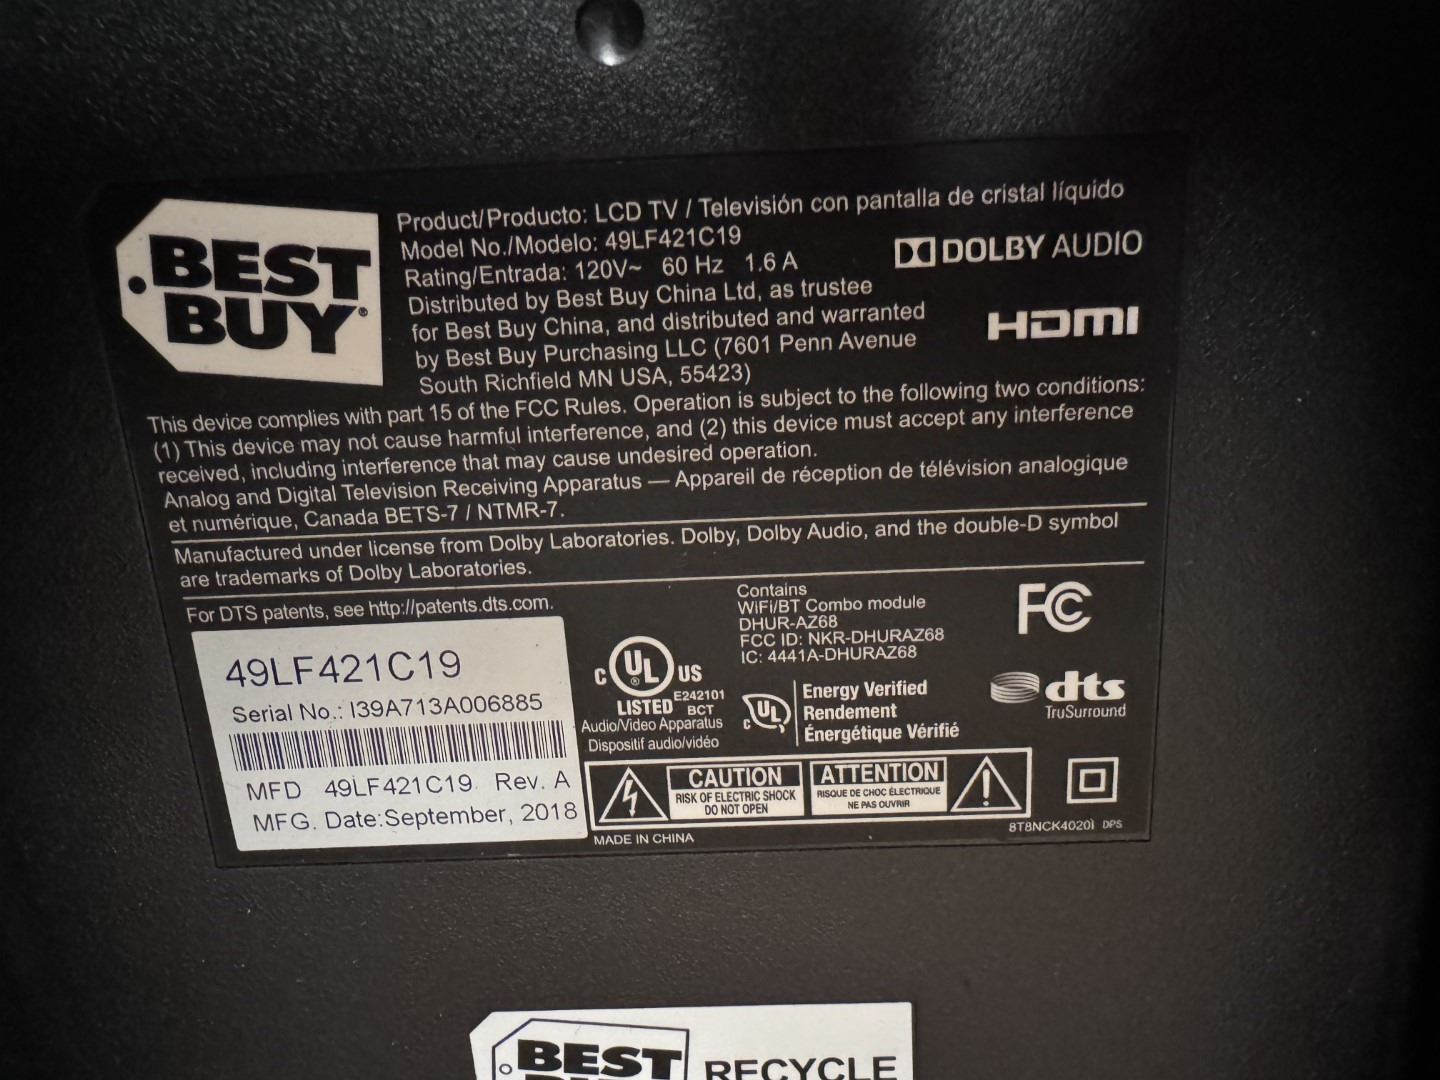 BEST
BUY®
Product/Producto: LCD TV / Televisión con pantalla de cristal líquido
Model No./Modelo: 49LF421C19
Rating/Entrada: 120V~ 60 Hz 1.6 A
Distributed by Best Buy China Ltd, as trustee
for Best Buy China, and distributed and warranted
by Best Buy Purchasing LLC (7601 Penn Avenue
South Richfield MN USA, 55423)
DOLBY AUDIO
HDMI
This device complies with part 15 of the FCC Rules. Operation is subject to the following two conditions:
(1) This device may not cause harmful interference, and (2) this device must accept any interference
received, including interference that may cause undesired operation.
Analog and Digital Television Receiving Apparatus — Appareil de réception de télévision analogique
et numérique, Canada BETS-7 / NTMR-7.
Manufactured under license from Dolby Laboratories. Dolby, Dolby Audio, and the double-D symbol
are trademarks of Dolby Laboratories.
For DTS patents, see http://patents.dts.com.
49LF421C19
Serial No.: I39A713A006885
MFD 49LF421C19 Rev. A
MFG. Date:September, 2018
Contains
WiFi/BT Combo module
DHUR-AZ68
FCC ID: NKR-DHURAZ68
IC: 4441A-DHURAZ68
FC
C UL US
LISTED E242101
BCT
Audio/Video Apparatus
Dispositif audio/vidéo
C UL
Energy Verified
Rendement
Énergétique Vérifié
dts
TruSurround
CAUTION
RISK OF ELECTRIC SHOCK
DO NOT OPEN
ATTENTION
RISQUE DE CHOC ÉLECTRIQUE
NE PAS OUVRIR
MADE IN CHINA
8T8NCK40201 DPS
BEST
BUY
RECYCLE